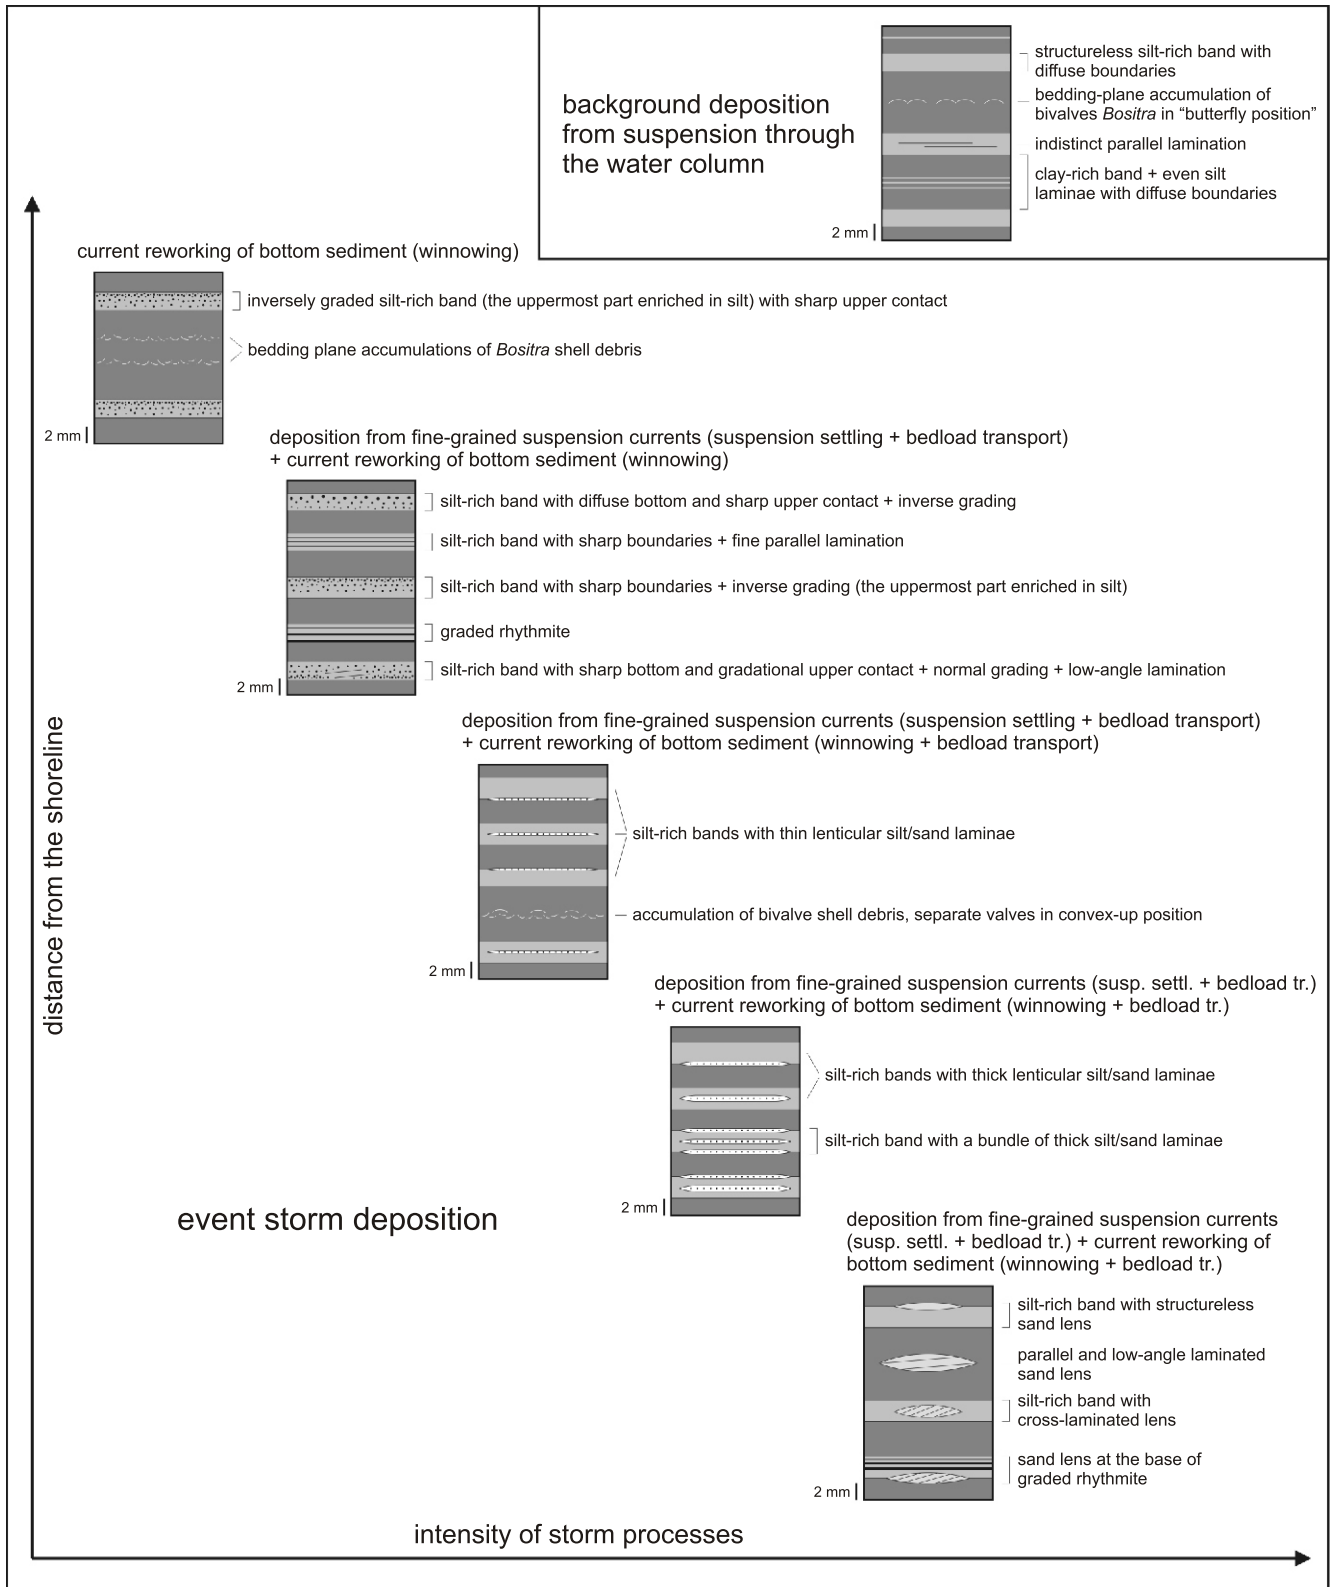 background deposition
from suspension through
the water column
structureless silt-rich band with
diffuse boundaries
bedding-plane accumulation of
bivalves Bositra in “butterfly position”
indistinct parallel lamination
clay-rich band + even silt
laminae with diffuse boundaries
2 mm
current reworking of bottom sediment (winnowing)
inversely graded silt-rich band (the uppermost part enriched in silt) with sharp upper contact
bedding plane accumulations of Bositra shell debris
2 mm
deposition from fine-grained suspension currents (suspension settling + bedload transport)
+ current reworking of bottom sediment (winnowing)
silt-rich band with diffuse bottom and sharp upper contact + inverse grading
silt-rich band with sharp boundaries + fine parallel lamination
silt-rich band with sharp boundaries + inverse grading (the uppermost part enriched in silt)
graded rhythmite
silt-rich band with sharp bottom and gradational upper contact + normal grading + low-angle lamination
2 mm
deposition from fine-grained suspension currents (suspension settling + bedload transport)
+ current reworking of bottom sediment (winnowing + bedload transport)
silt-rich bands with thin lenticular silt/sand laminae
accumulation of bivalve shell debris, separate valves in convex-up position
2 mm
deposition from fine-grained suspension currents (susp. settl. + bedload tr.)
+ current reworking of bottom sediment (winnowing + bedload tr.)
silt-rich bands with thick lenticular silt/sand laminae
silt-rich band with a bundle of thick silt/sand laminae
2 mm
deposition from fine-grained suspension currents
(susp. settl. + bedload tr.) + current reworking of
bottom sediment (winnowing + bedload tr.)
silt-rich band with structureless
sand lens
parallel and low-angle laminated
sand lens
silt-rich band with
cross-laminated lens
sand lens at the base of
graded rhythmite
2 mm
event storm deposition
distance from the shoreline
intensity of storm processes